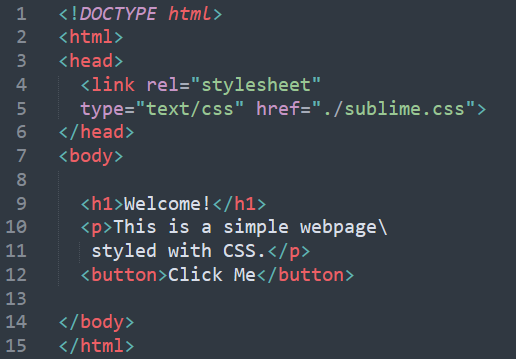 1 <!DOCTYPE html>
2 <html>
3 <head>
4   <link rel="stylesheet"
5   type="text/css" href="./sublime.css">
6 </head>
7 <body>
8
9   <h1>Welcome!</h1>
10   <p>This is a simple webpage\
11    styled with CSS.</p>
12   <button>Click Me</button>
13
14 </body>
15 </html>